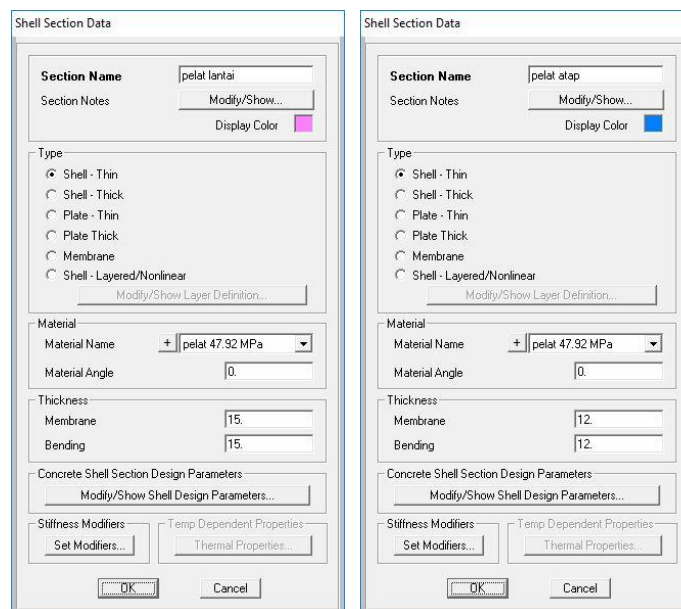 Shell Section Data
Section Name pelat lantai
Section Notes Modify/Show...
Display Color
Type
Shell - Thin
Shell - Thick
Plate - Thin
Plate Thick
Membrane
Shell - Layered/Nonlinear
Modify/Show Layer Definition...
Material
Material Name + pelat 47.92 MPa
Material Angle 0.
Thickness
Membrane 15.
Bending 15.
Concrete Shell Section Design Parameters
Modify/Show Shell Design Parameters...
Stiffness Modifiers Temp Dependent Properties
Set Modifiers... Thermal Properties...
OK Cancel
Shell Section Data
Section Name pelat atap
Section Notes Modify/Show...
Display Color
Type
Shell - Thin
Shell - Thick
Plate - Thin
Plate Thick
Membrane
Shell - Layered/Nonlinear
Modify/Show Layer Definition...
Material
Material Name + pelat 47.92 MPa
Material Angle 0.
Thickness
Membrane 12.
Bending 12.
Concrete Shell Section Design Parameters
Modify/Show Shell Design Parameters...
Stiffness Modifiers Temp Dependent Properties
Set Modifiers... Thermal Properties...
OK Cancel